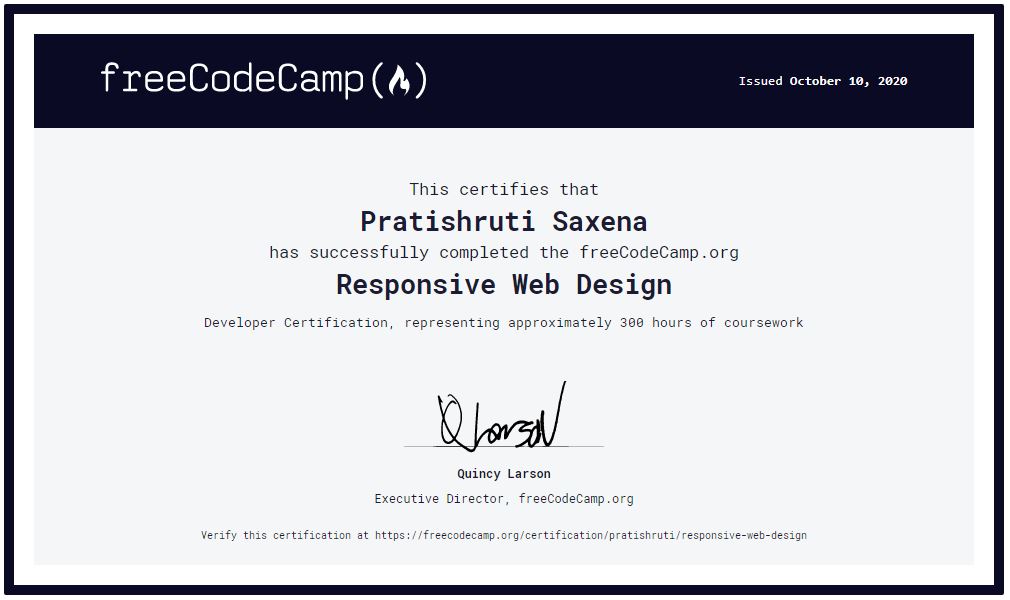 freeCodeCamp
Issued October 10, 2020
This certifies that
Pratishruti Saxena
has successfully completed the freeCodeCamp.org
Responsive Web Design
Developer Certification, representing approximately 300 hours of coursework
QLarson
Quincy Larson
Executive Director, freeCodeCamp.org
Verify this certification at https://freecodecamp.org/certification/pratishruti/responsive-web-design